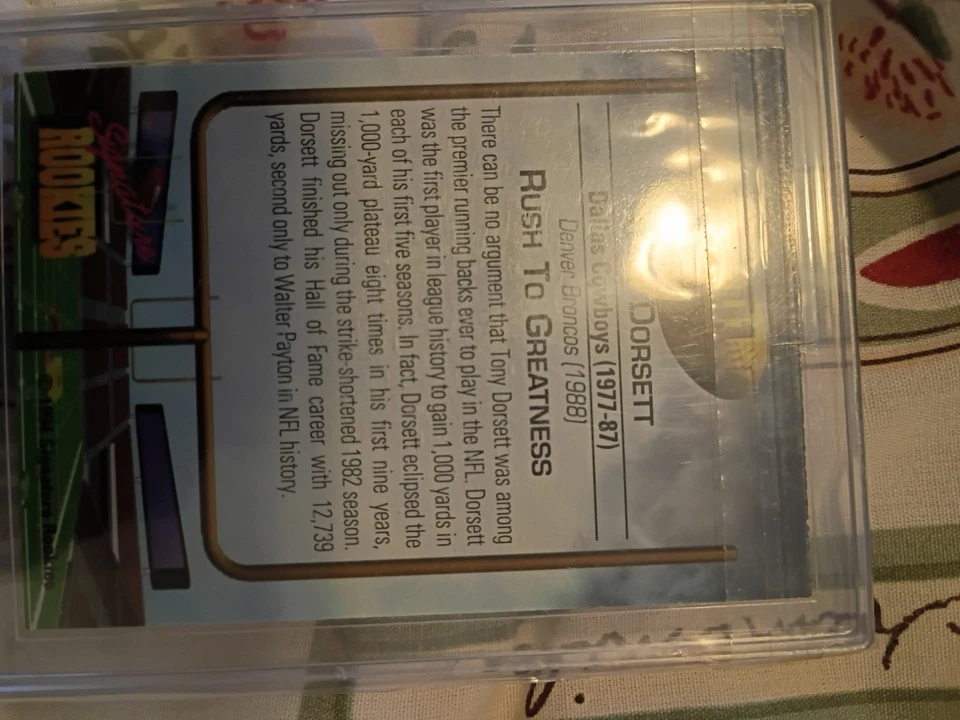 DORSETT
Dallas Cowboys (1977-87)
Denver Broncos (1988)
RUSH TO GREATNESS
There can be no argument that Tony Dorsett was among
the premier running backs ever to play in the NFL. Dorsett
was the first player in league history to gain 1,000 yards in
each of his first five seasons. In fact, Dorsett eclipsed the
1,000-yard plateau eight times in his first nine years,
missing out only during the strike-shortened 1982 season.
Dorsett finished his Hall of Fame career with 12,739
yards, second only to Walter Payton in NFL history.
Signature
ROOKIES
© 1994 Signature Rookies